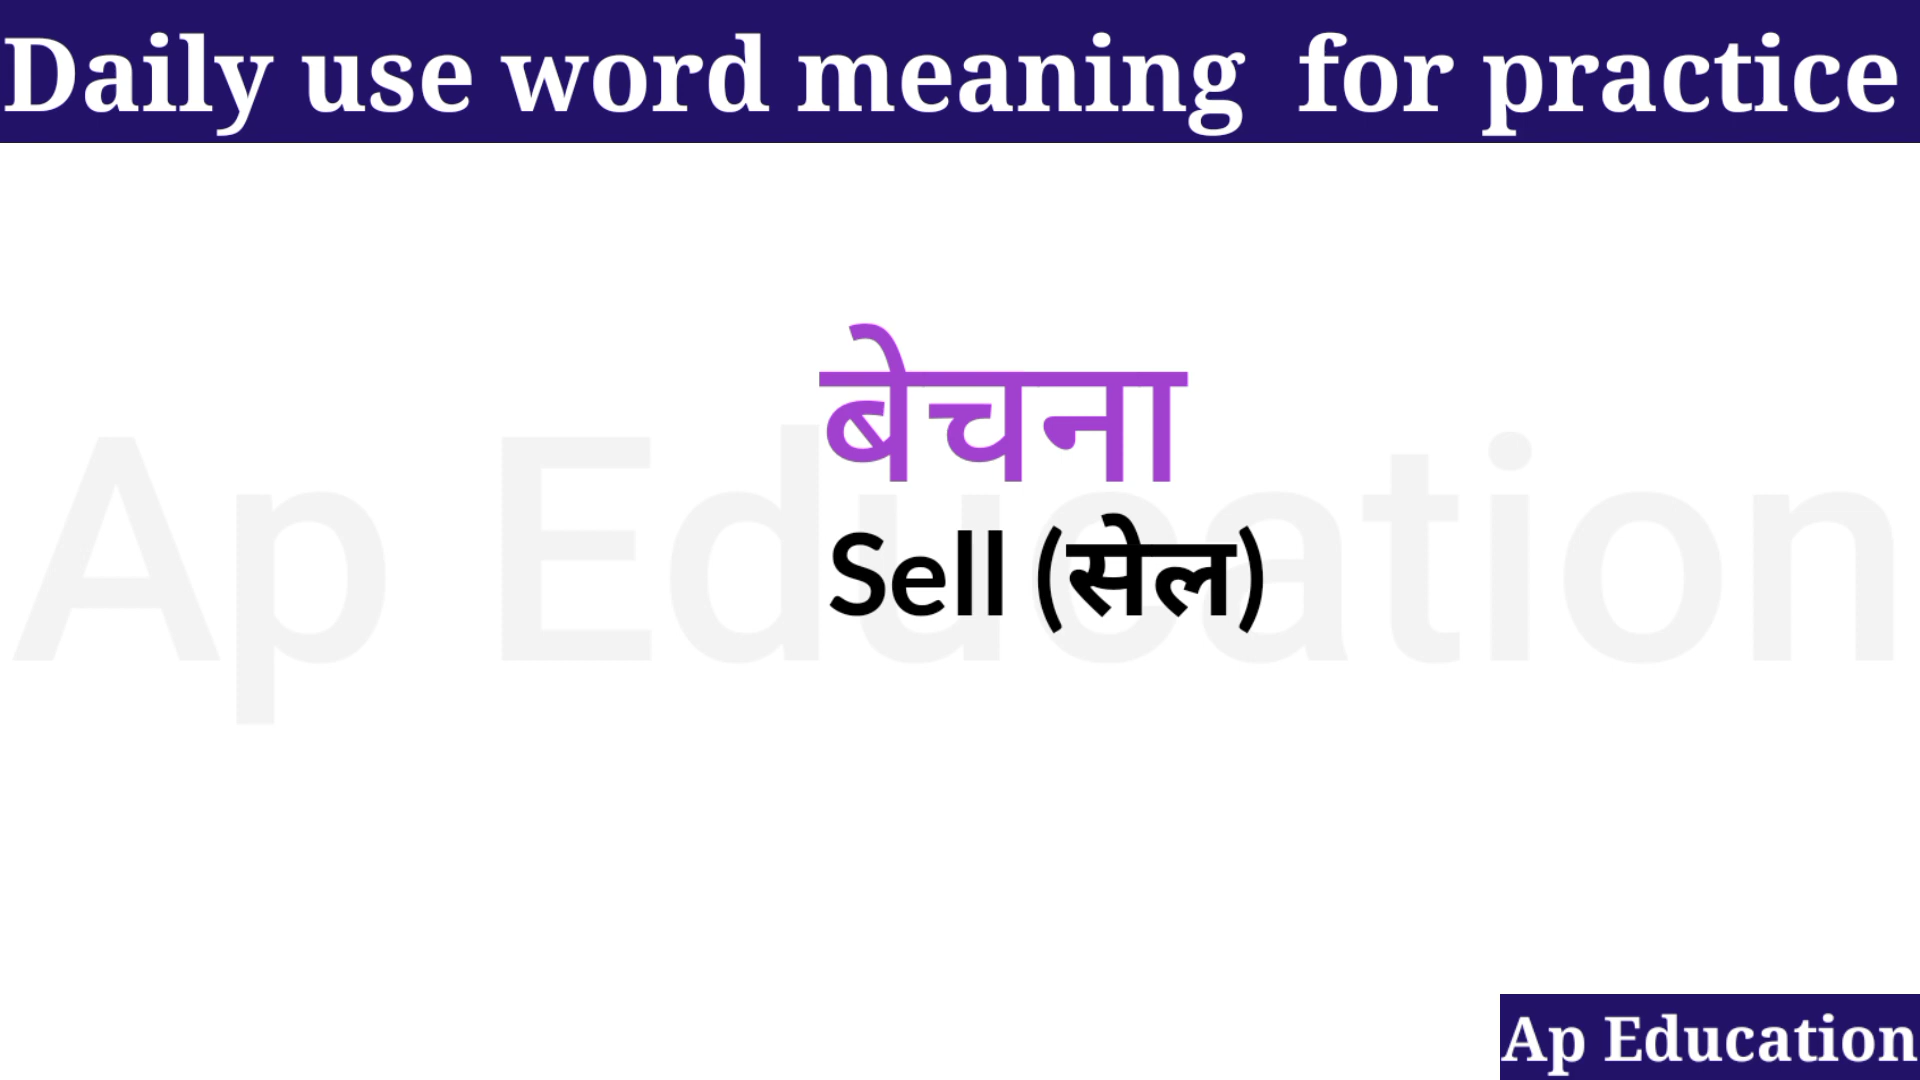 Daily use word meaning for practice
बेचना
Sell (सेल)
Ap Education
Ap Education